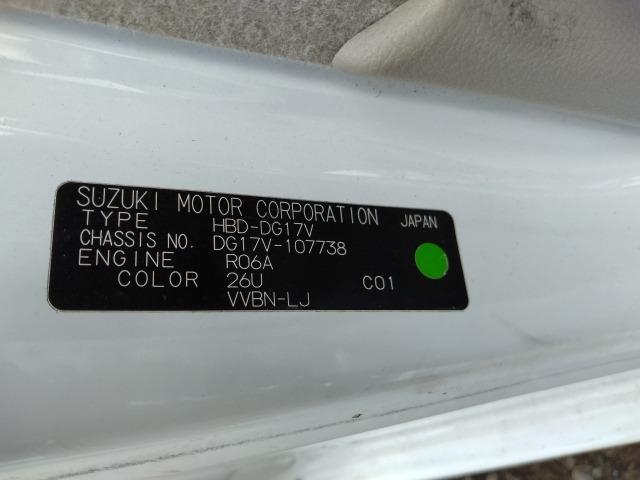 SUZUKI MOTOR CORPORATION JAPAN
TYPE HBD-DG17V
CHASSIS NO. DG17V-107738
ENGINE R06A
COLOR 26U C01
VVBN-LJ